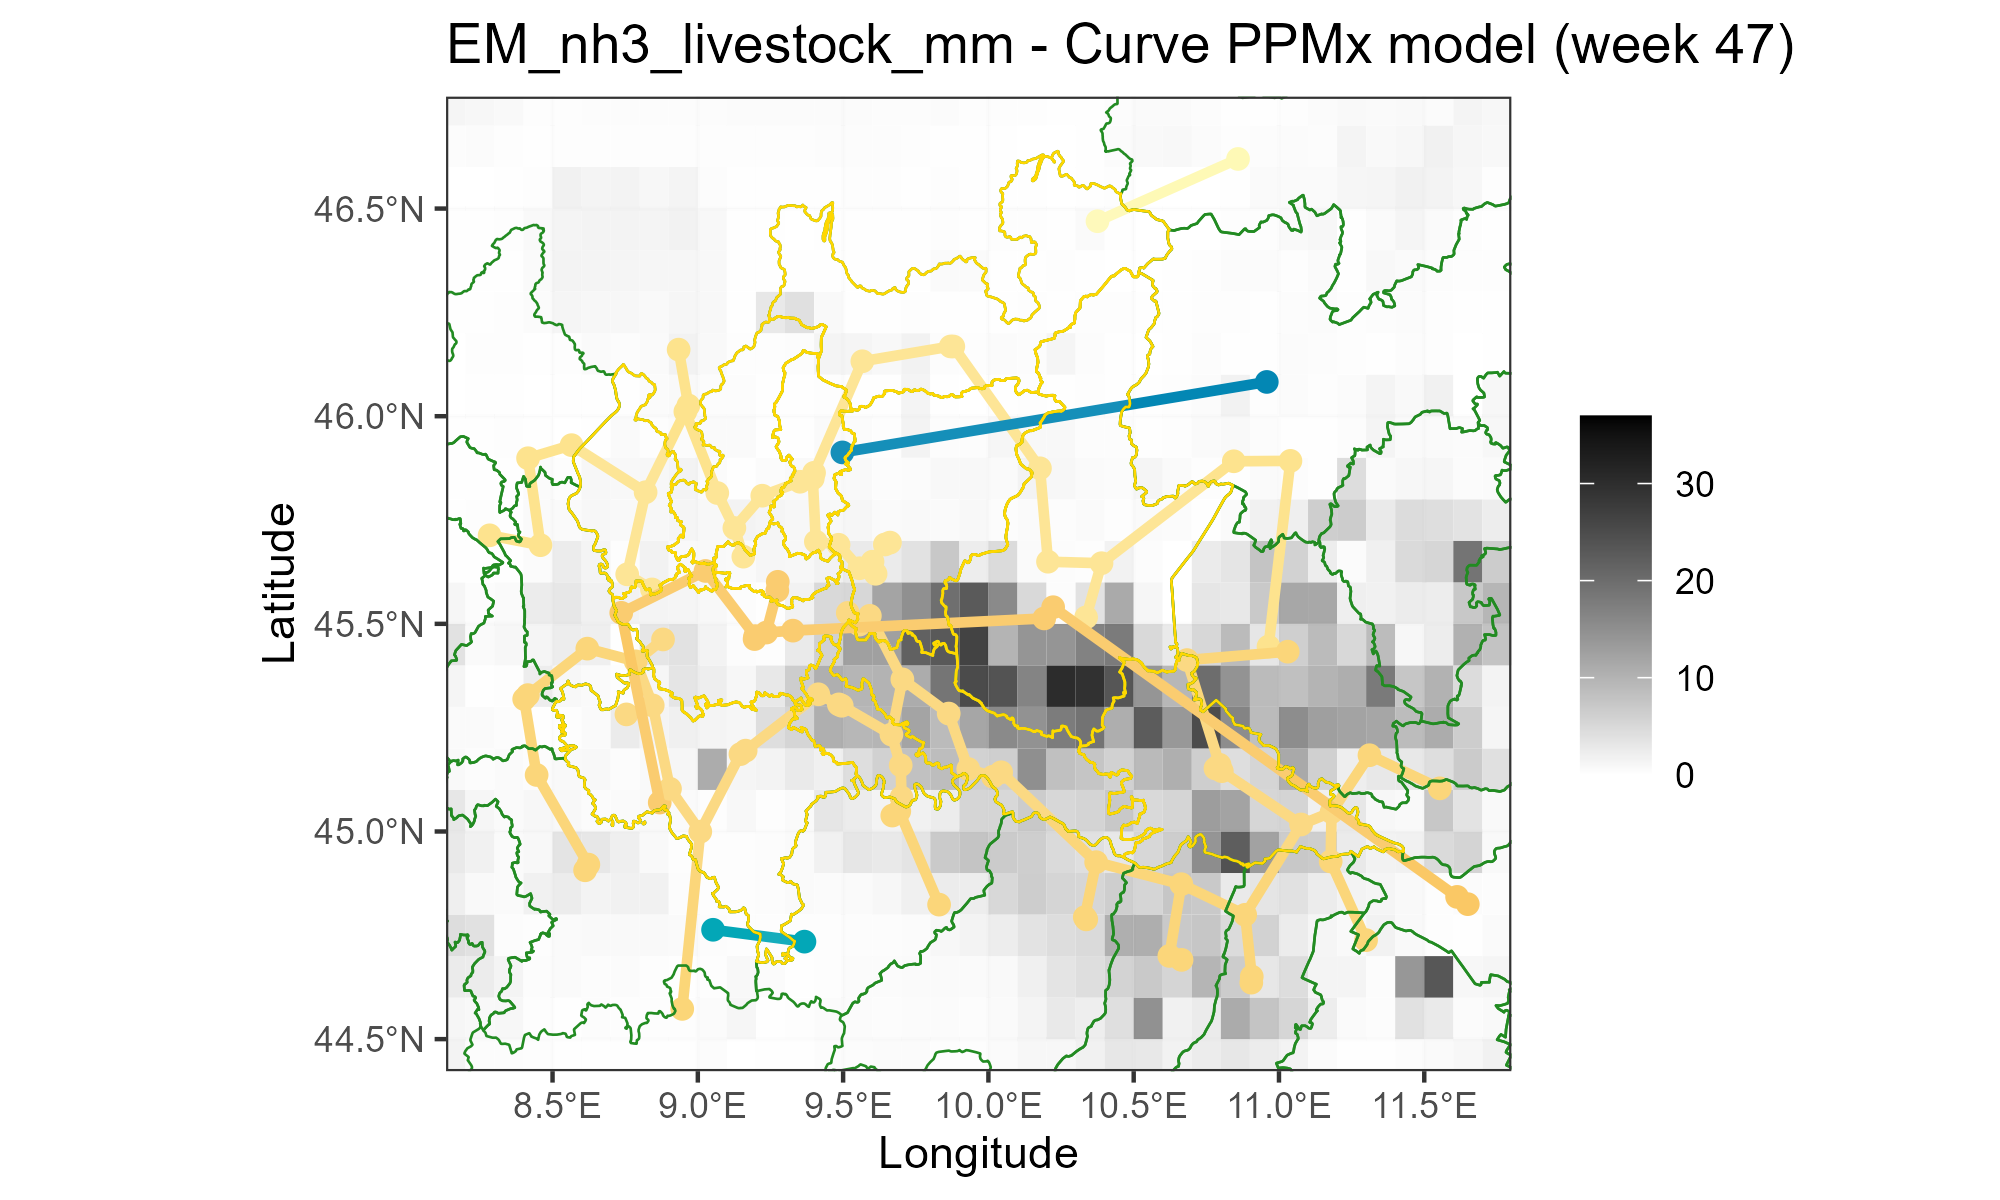 EM_nh3_livestock_mm - Curve PPMx model (week 47)
46.5°N
46.0°N
45.5°N
45.0°N
44.5°N
Latitude
8.5°E
9.0°E
9.5°E
10.0°E
10.5°E
11.0°E
11.5°E
Longitude
30
20
10
0